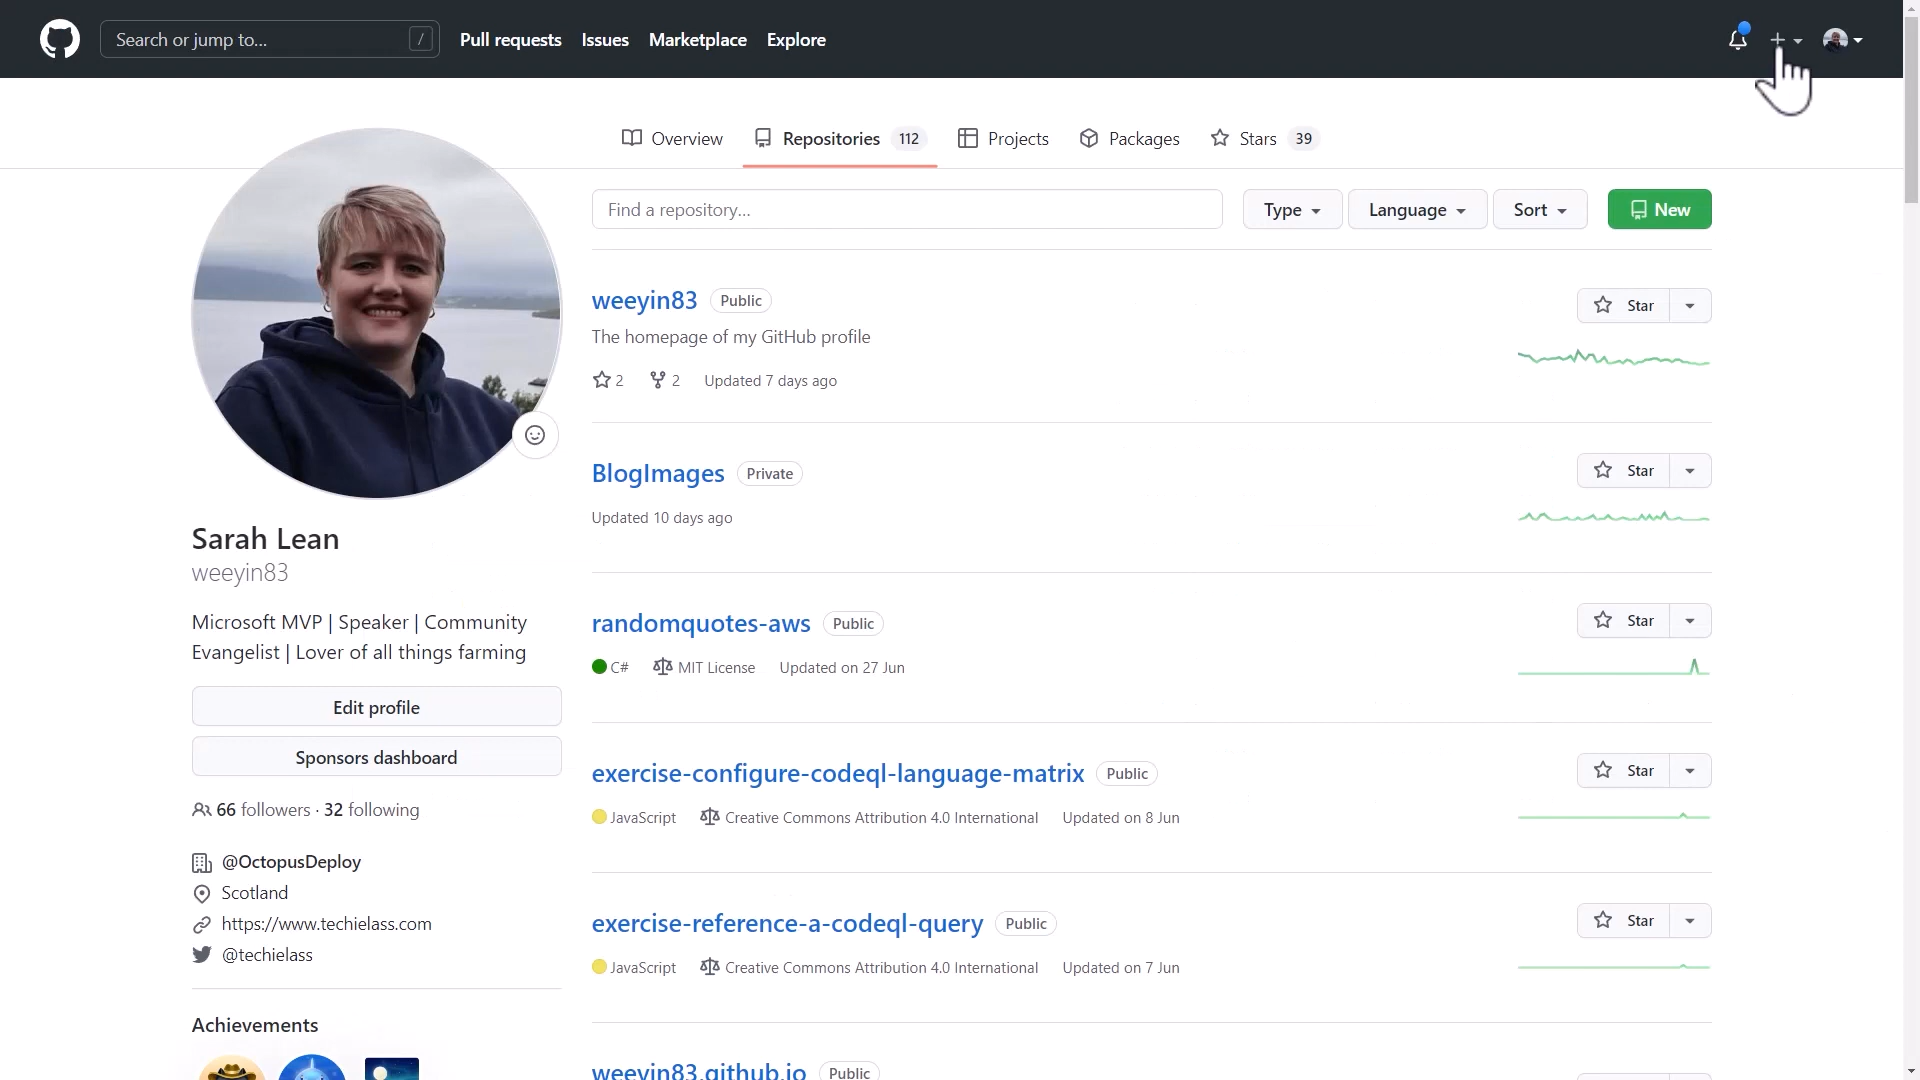 Search or jump to... /
Pull requests
Issues
Marketplace
Explore
Overview
Repositories 112
Projects
Packages
Stars 39
Find a repository...
Type
Language
Sort
New
weeyin83 Public
The homepage of my GitHub profile
2 2 Updated 7 days ago
Star
BlogImages Private
Updated 10 days ago
Star
randomquotes-aws Public
C# MIT License Updated on 27 Jun
Star
exercise-configure-codeql-language-matrix Public
JavaScript Creative Commons Attribution 4.0 International Updated on 8 Jun
Star
exercise-reference-a-codeql-query Public
JavaScript Creative Commons Attribution 4.0 International Updated on 7 Jun
Star
weeyin83.github.io Public
Sarah Lean
weeyin83
Microsoft MVP | Speaker | Community
Evangelist | Lover of all things farming
Edit profile
Sponsors dashboard
66 followers · 32 following
@OctopusDeploy
Scotland
https://www.techielass.com
@techielass
Achievements